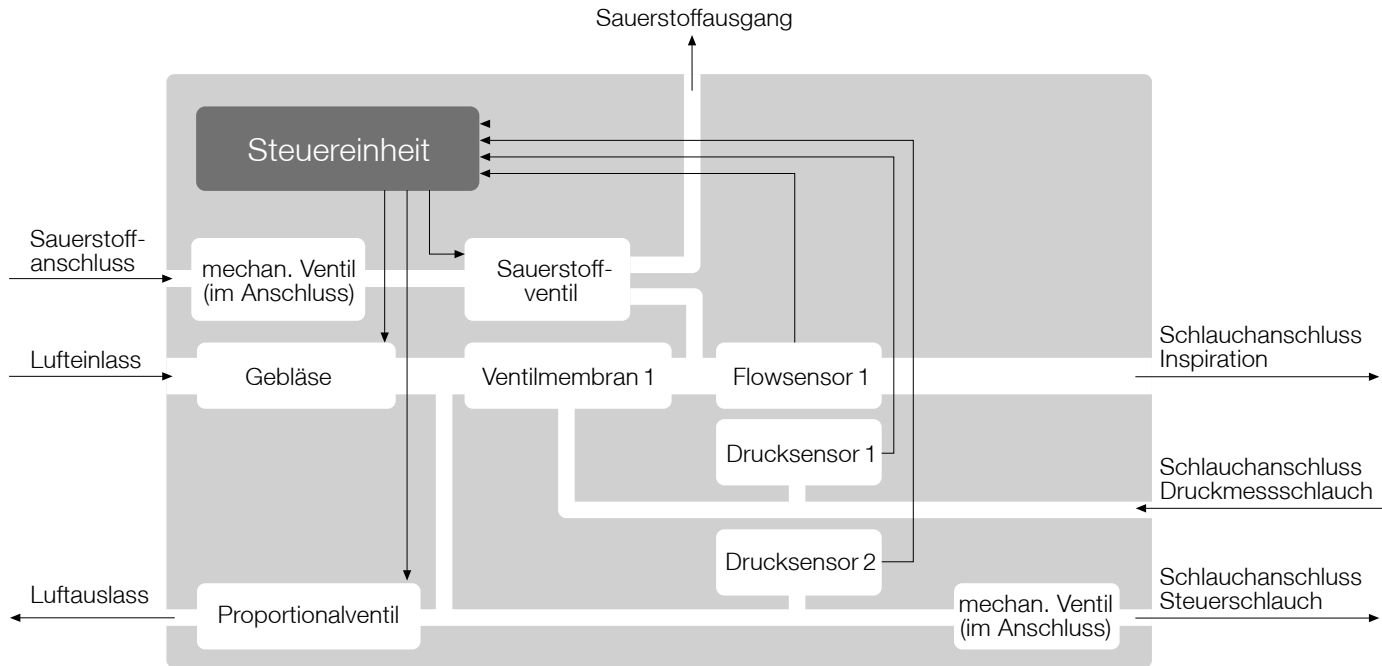 Sauerstoffausgang
Steuereinheit
Sauerstoff-
anschluss
mechan. Ventil
(im Anschluss)
Sauerstoff-
ventil
Lufteinlass
Gebläse
Ventilmembran 1
Flowsensor 1
Schlauchanschluss
Inspiration
Drucksensor 1
Schlauchanschluss
Druckmessschlauch
Drucksensor 2
Luftauslass
Proportionalventil
mechan. Ventil
(im Anschluss)
Schlauchanschluss
Steuerschlauch